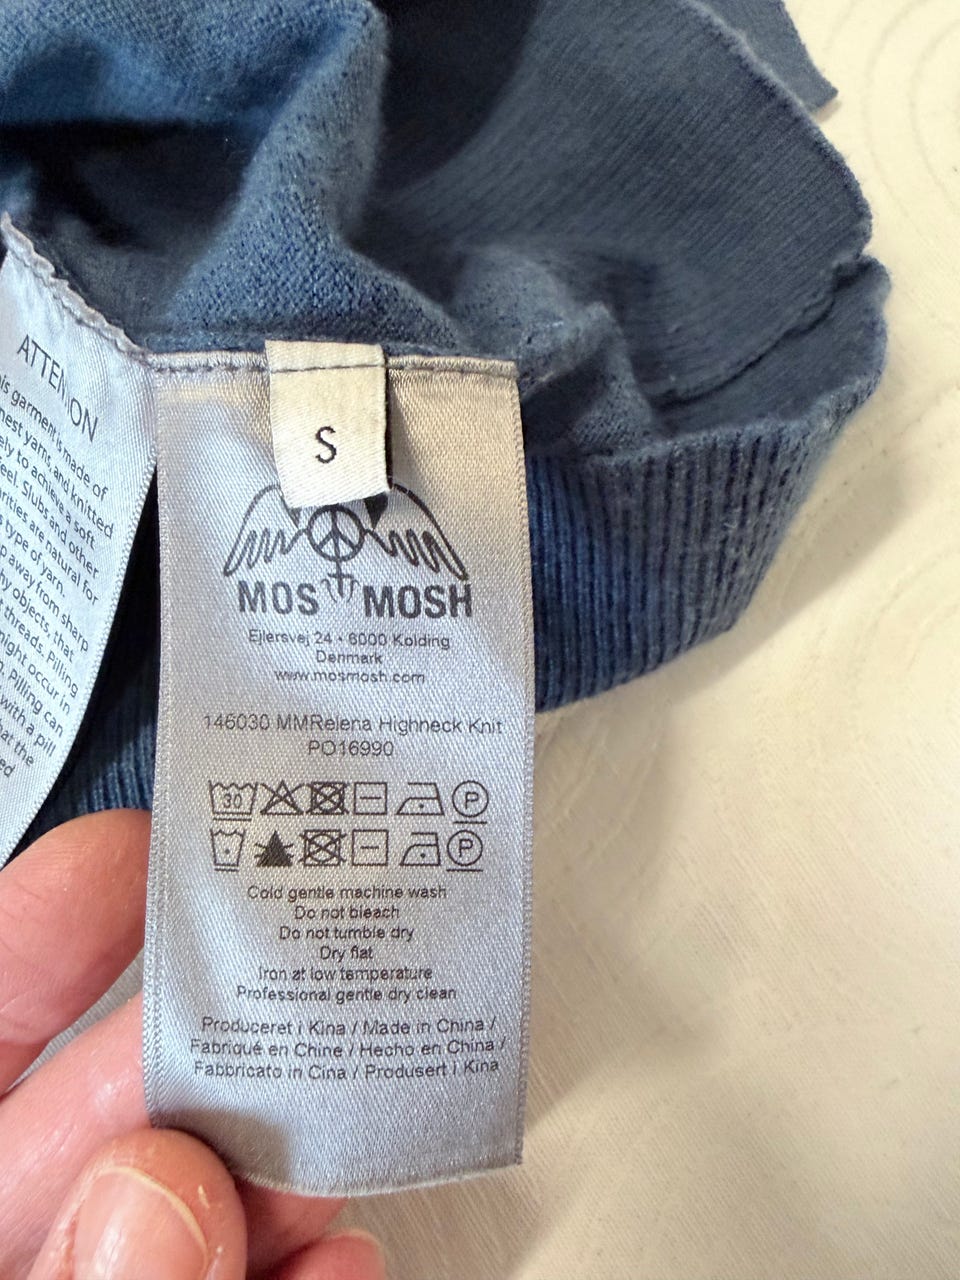 ATTENTION
is garment is made of
nest yarns, and knitted
ely to achieve a soft
feel. Slubs and other
arities are natural for
s type of yarn.
p away from sharp
hy objects, that
t threads. Pilling
night occur in
n. Pilling can
with a pill
hat the
ed
S
MOS MOSH
Ejlersvej 24 • 6000 Kolding
Denmark
www.mosmosh.com
146030 MMRelena Highneck Knit
PO16990
30 P
P
Cold gentle machine wash
Do not bleach
Do not tumble dry
Dry flat
Iron at low temperature
Professional gentle dry clean
Produceret i Kina / Made in China /
Fabriqué en Chine / Hecho en China /
Fabbricato in Cina / Produsert i Kina